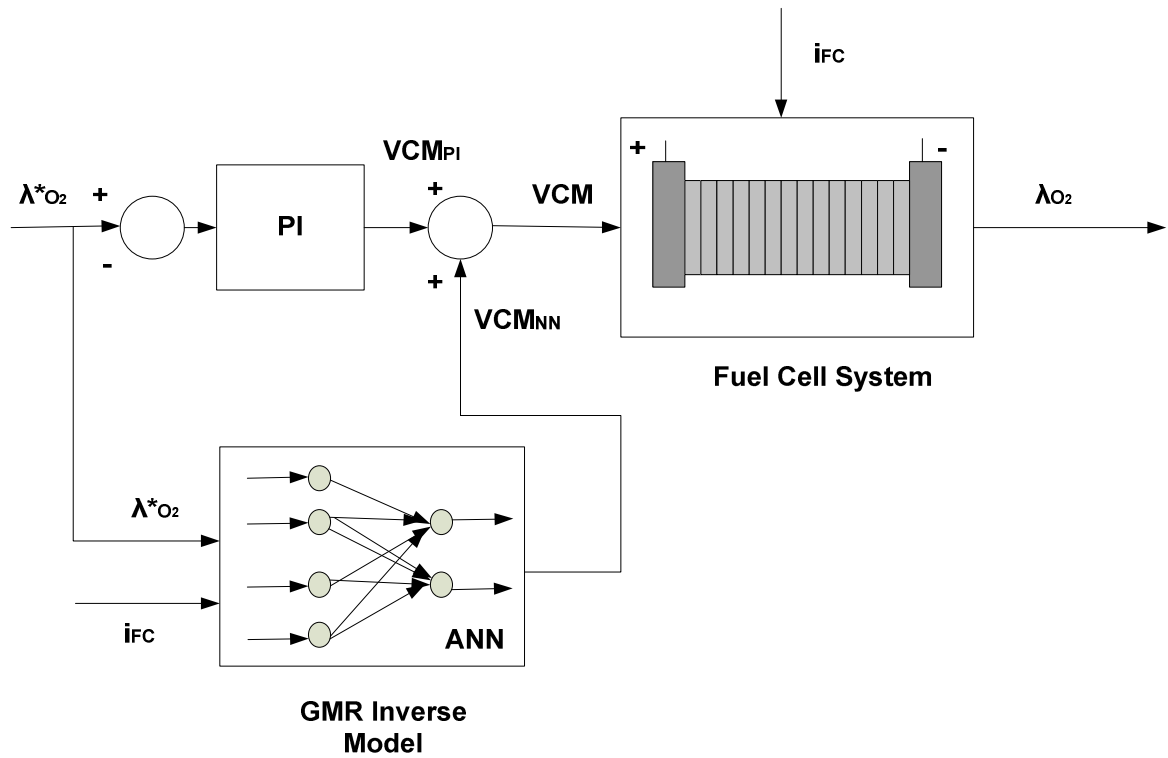 iFC
VCMPI
+ -
λ*O2
+
+
VCM
λO2
PI
-
+
VCMNN
Fuel Cell System
λ*O2
iFC
ANN
GMR Inverse
Model